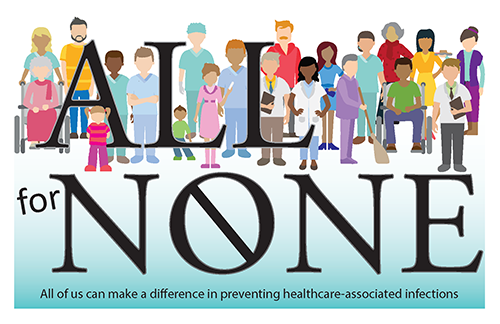 ALL
for NONE
All of us can make a difference in preventing healthcare-associated infections